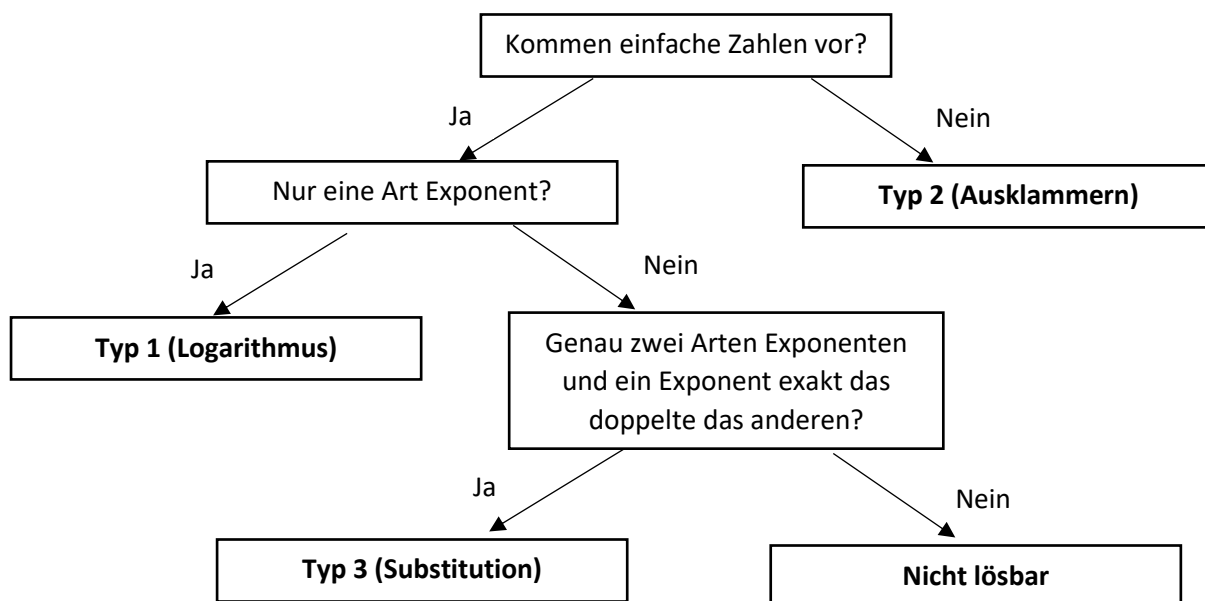 Kommen einfache Zahlen vor?
Ja
Nein
Nur eine Art Exponent?
Typ 2 (Ausklammern)
Ja
Nein
Typ 1 (Logarithmus)
Genau zwei Arten Exponenten
und ein Exponent exakt das
doppelte das anderen?
Ja
Nein
Typ 3 (Substitution)
Nicht lösbar